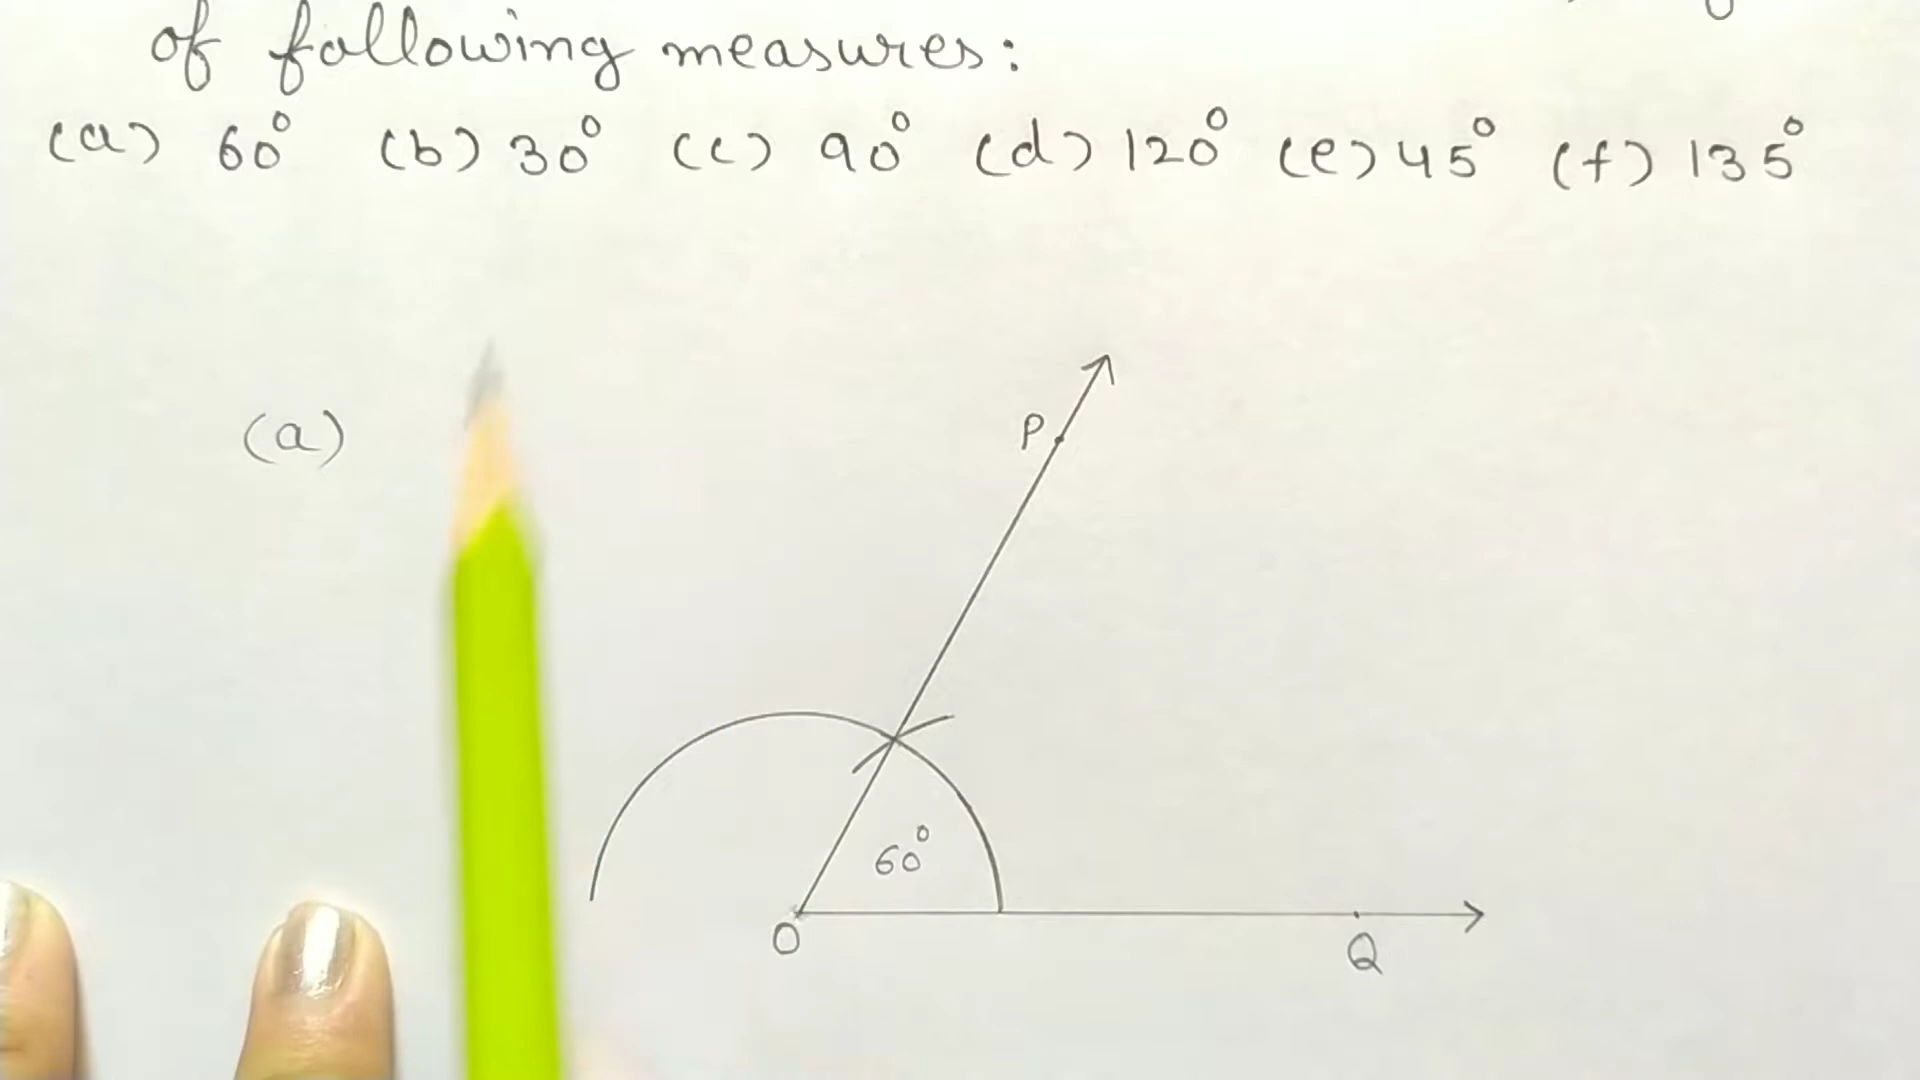 of following measures:
(a) 60° (b) 30° (c) 90° (d) 120° (e) 45° (f) 135°
(a)
P
60°
O
Q